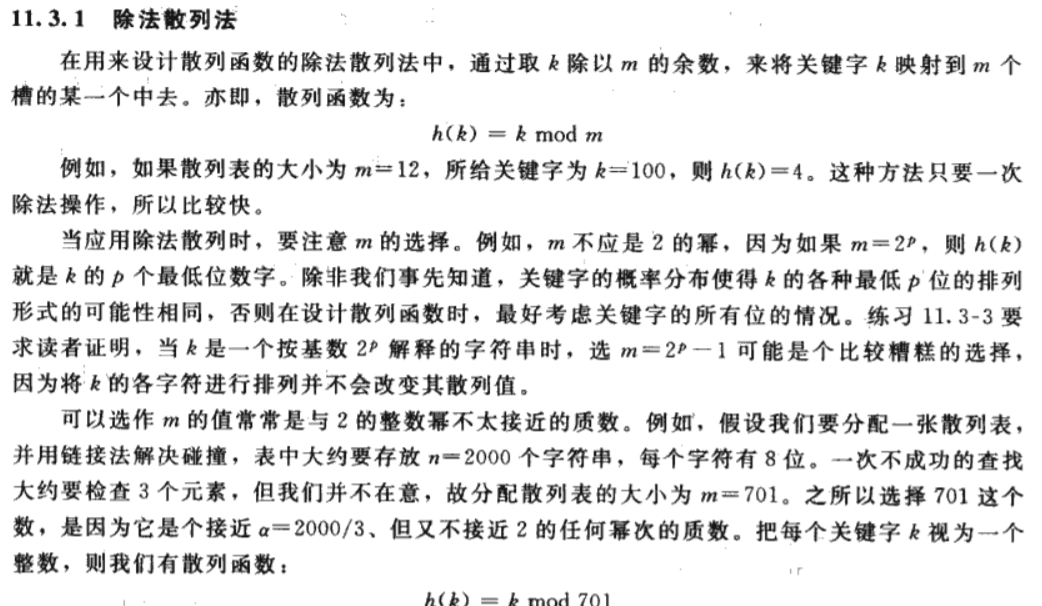 11.3.1 除法散列法
在用来设计散列函数的除法散列法中，通过取 k 除以 m 的余数，来将关键字 k 映射到 m 个
槽的某一个中去。亦即，散列函数为：
h(k) = k mod m
例如，如果散列表的大小为 m=12，所给关键字为 k=100，则 h(k)=4。这种方法只要一次
除法操作，所以比较快。
当应用除法散列时，要注意 m 的选择。例如，m 不应是 2 的幂，因为如果 m=2ᵖ，则 h(k)
就是 k 的 p 个最低位数字。除非我们事先知道，关键字的概率分布使得 k 的各种最低 p 位的排列
形式的可能性相同，否则在设计散列函数时，最好考虑关键字的所有位的情况。练习 11.3-3 要
求读者证明，当 k 是一个按基数 2ᵖ 解释的字符串时，选 m=2ᵖ－1 可能是个比较糟糕的选择，
因为将 k 的各字符进行排列并不会改变其散列值。
可以选作 m 的值常常是与 2 的整数幂不太接近的质数。例如，假设我们要分配一张散列表，
并用链接法解决碰撞，表中大约要存放 n=2000 个字符串，每个字符有 8 位。一次不成功的查找
大约要检查 3 个元素，但我们并不在意，故分配散列表的大小为 m=701。之所以选择 701 这个
数，是因为它是个接近 α=2000/3、但又不接近 2 的任何幂次的质数。把每个关键字 k 视为一个
整数，则我们有散列函数：
h(k) = k mod 701